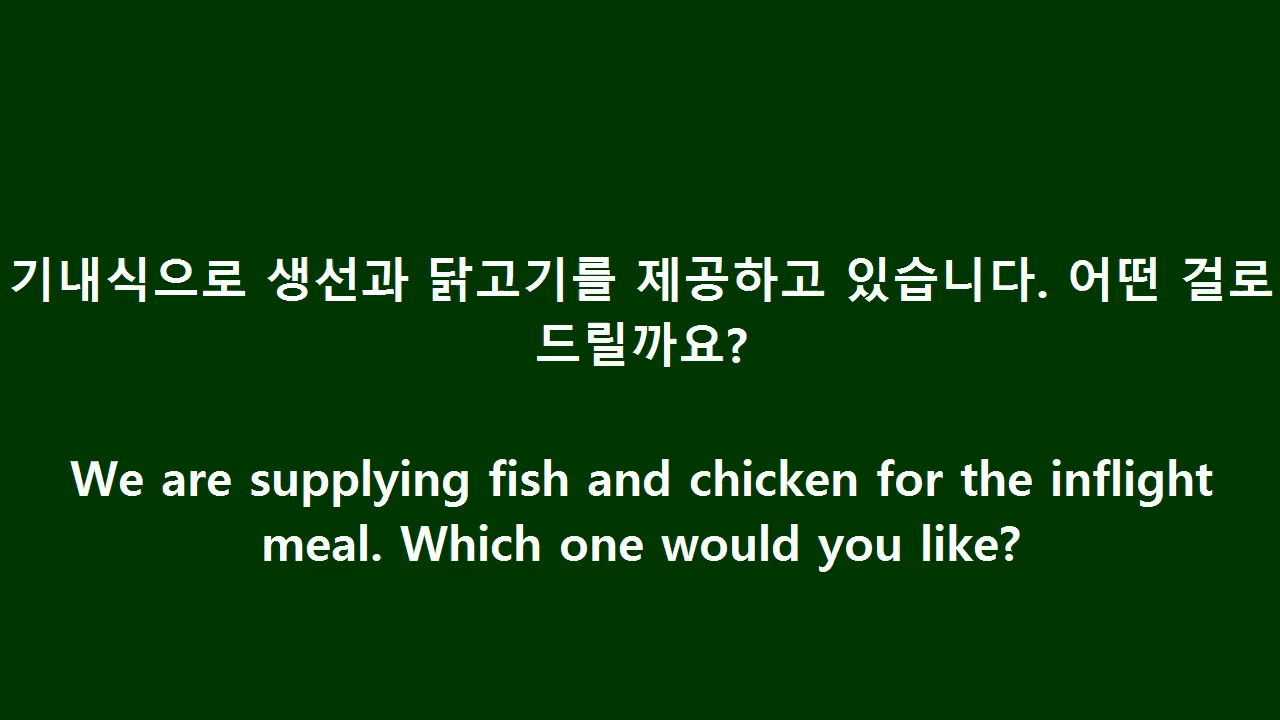 기내식으로 생선과 닭고기를 제공하고 있습니다. 어떤 걸로
드릴까요?
We are supplying fish and chicken for the inflight
meal. Which one would you like?